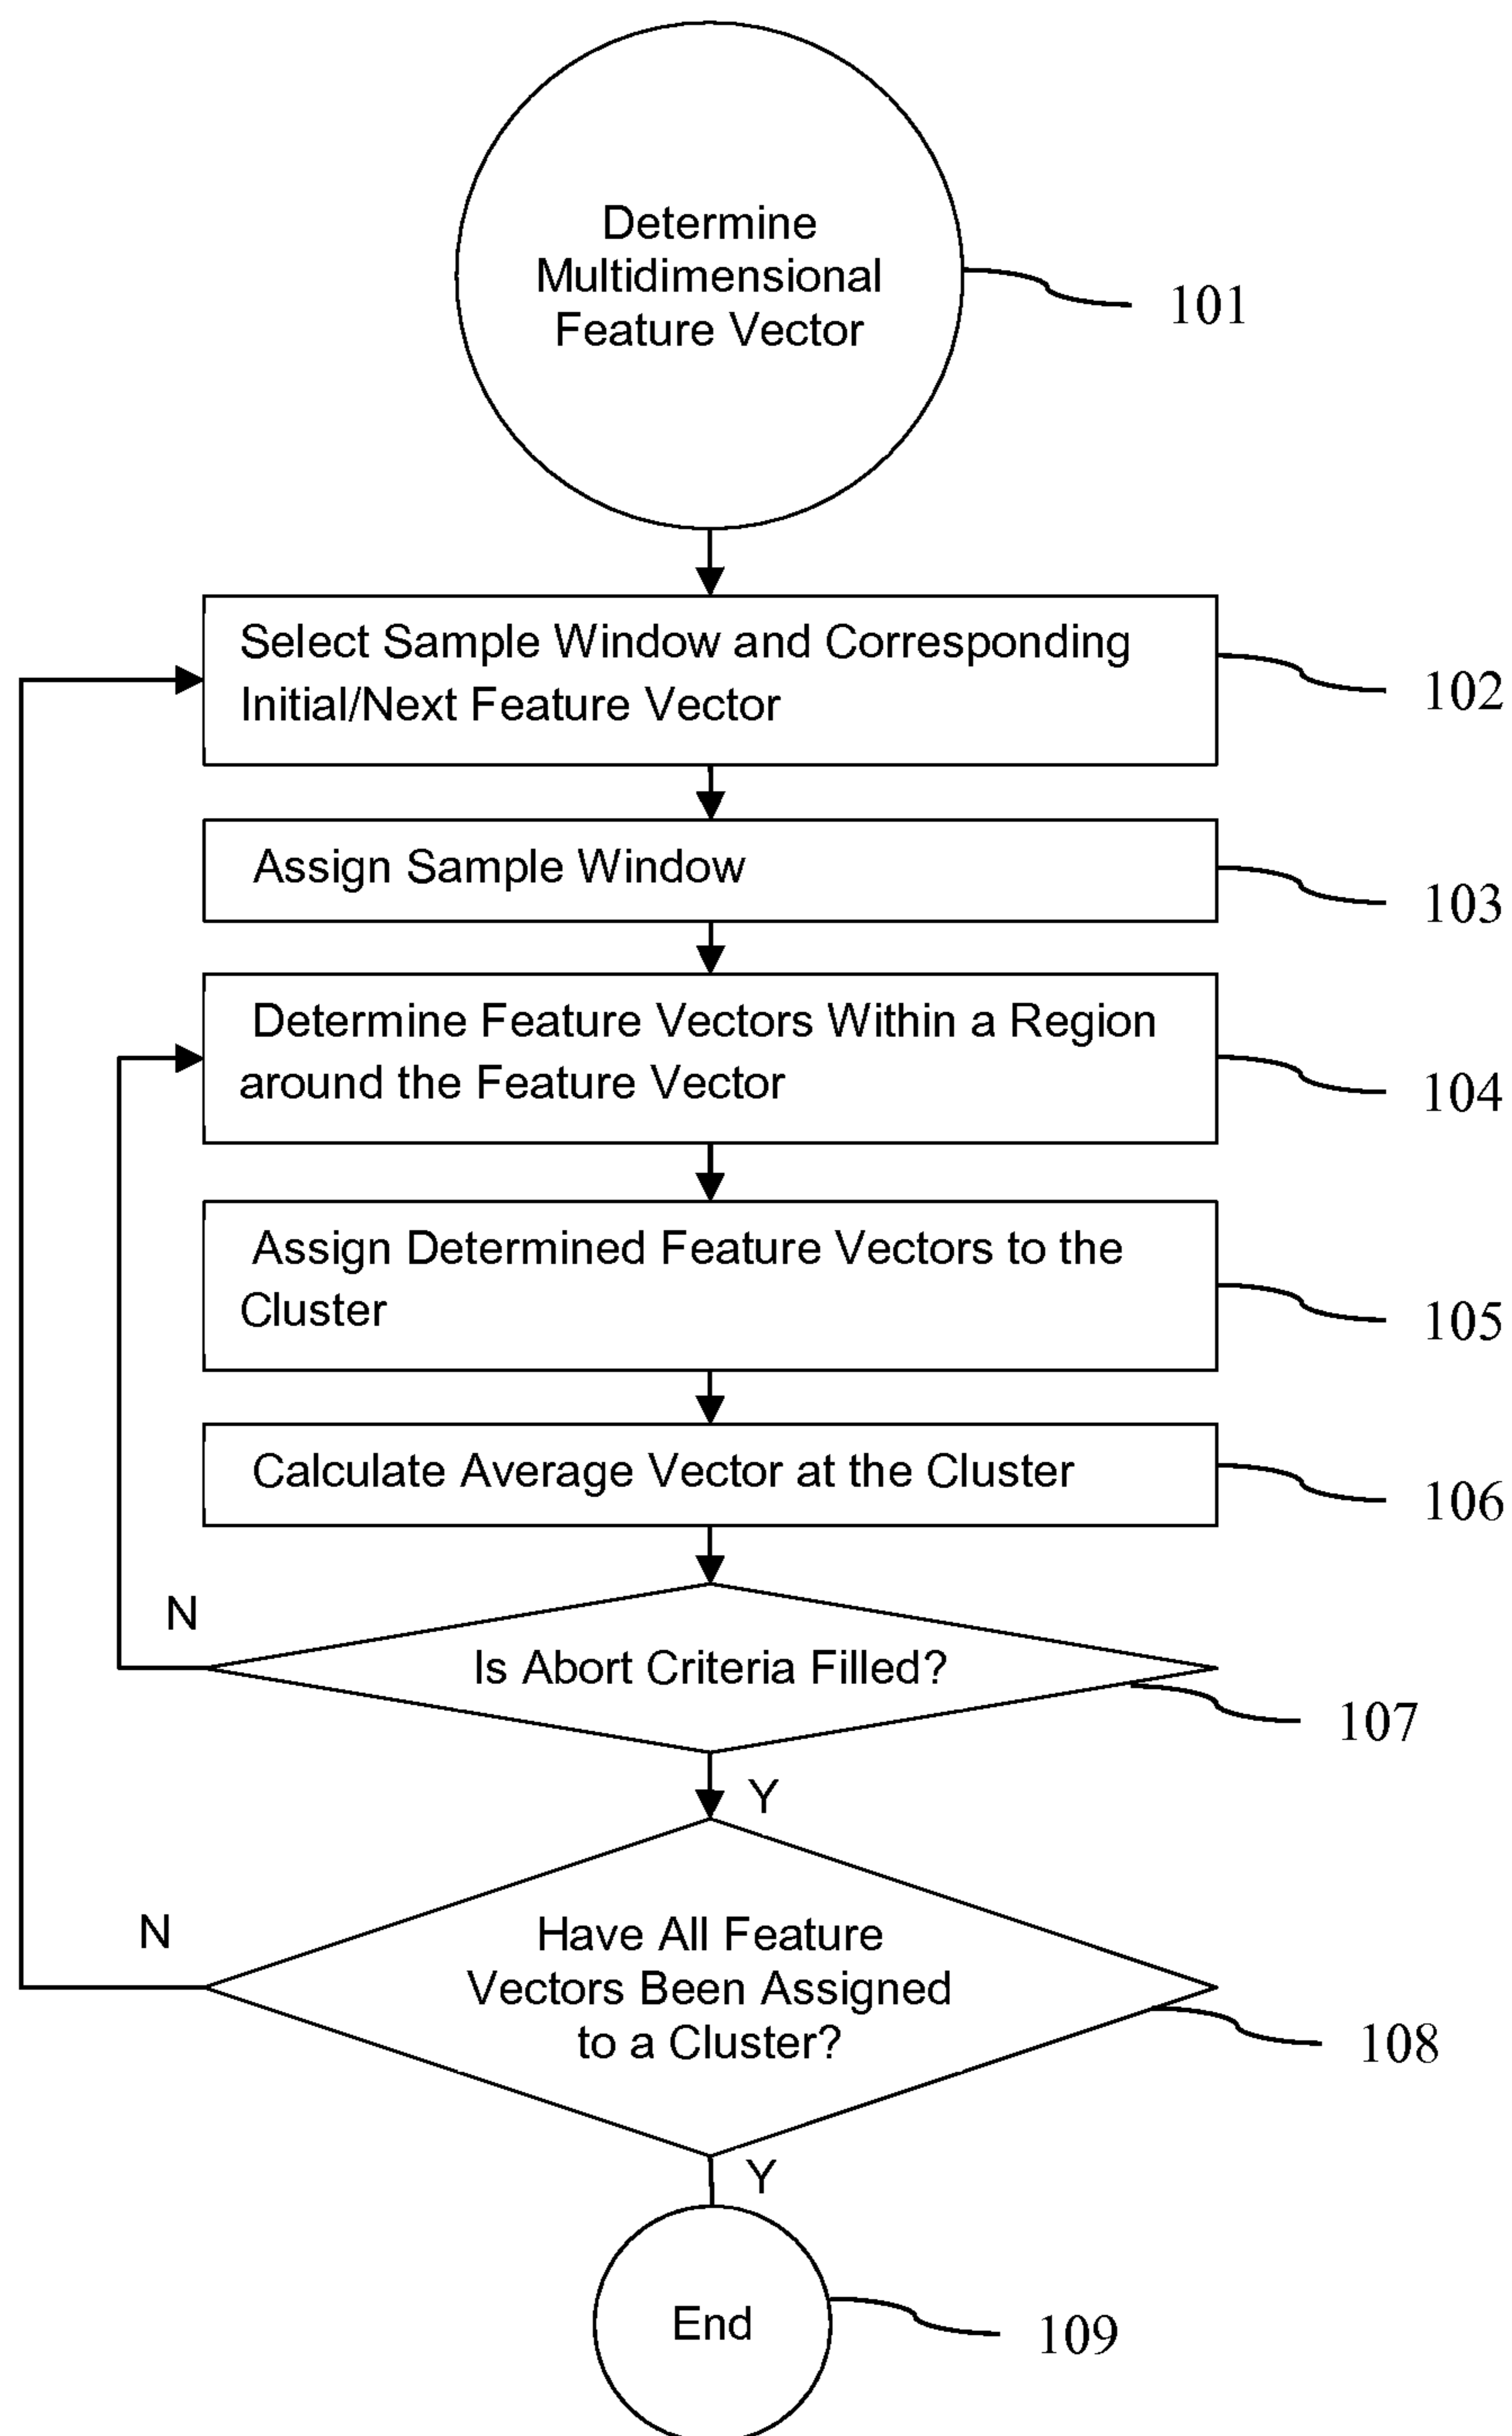 Determine
Multidimensional
Feature Vector
101
Select Sample Window and Corresponding
Initial/Next Feature Vector
102
Assign Sample Window
103
Determine Feature Vectors Within a Region
around the Feature Vector
104
Assign Determined Feature Vectors to the
Cluster
105
Calculate Average Vector at the Cluster
106
N
Is Abort Criteria Filled?
107
Y
N
Have All Feature
Vectors Been Assigned
to a Cluster?
108
Y
End
109